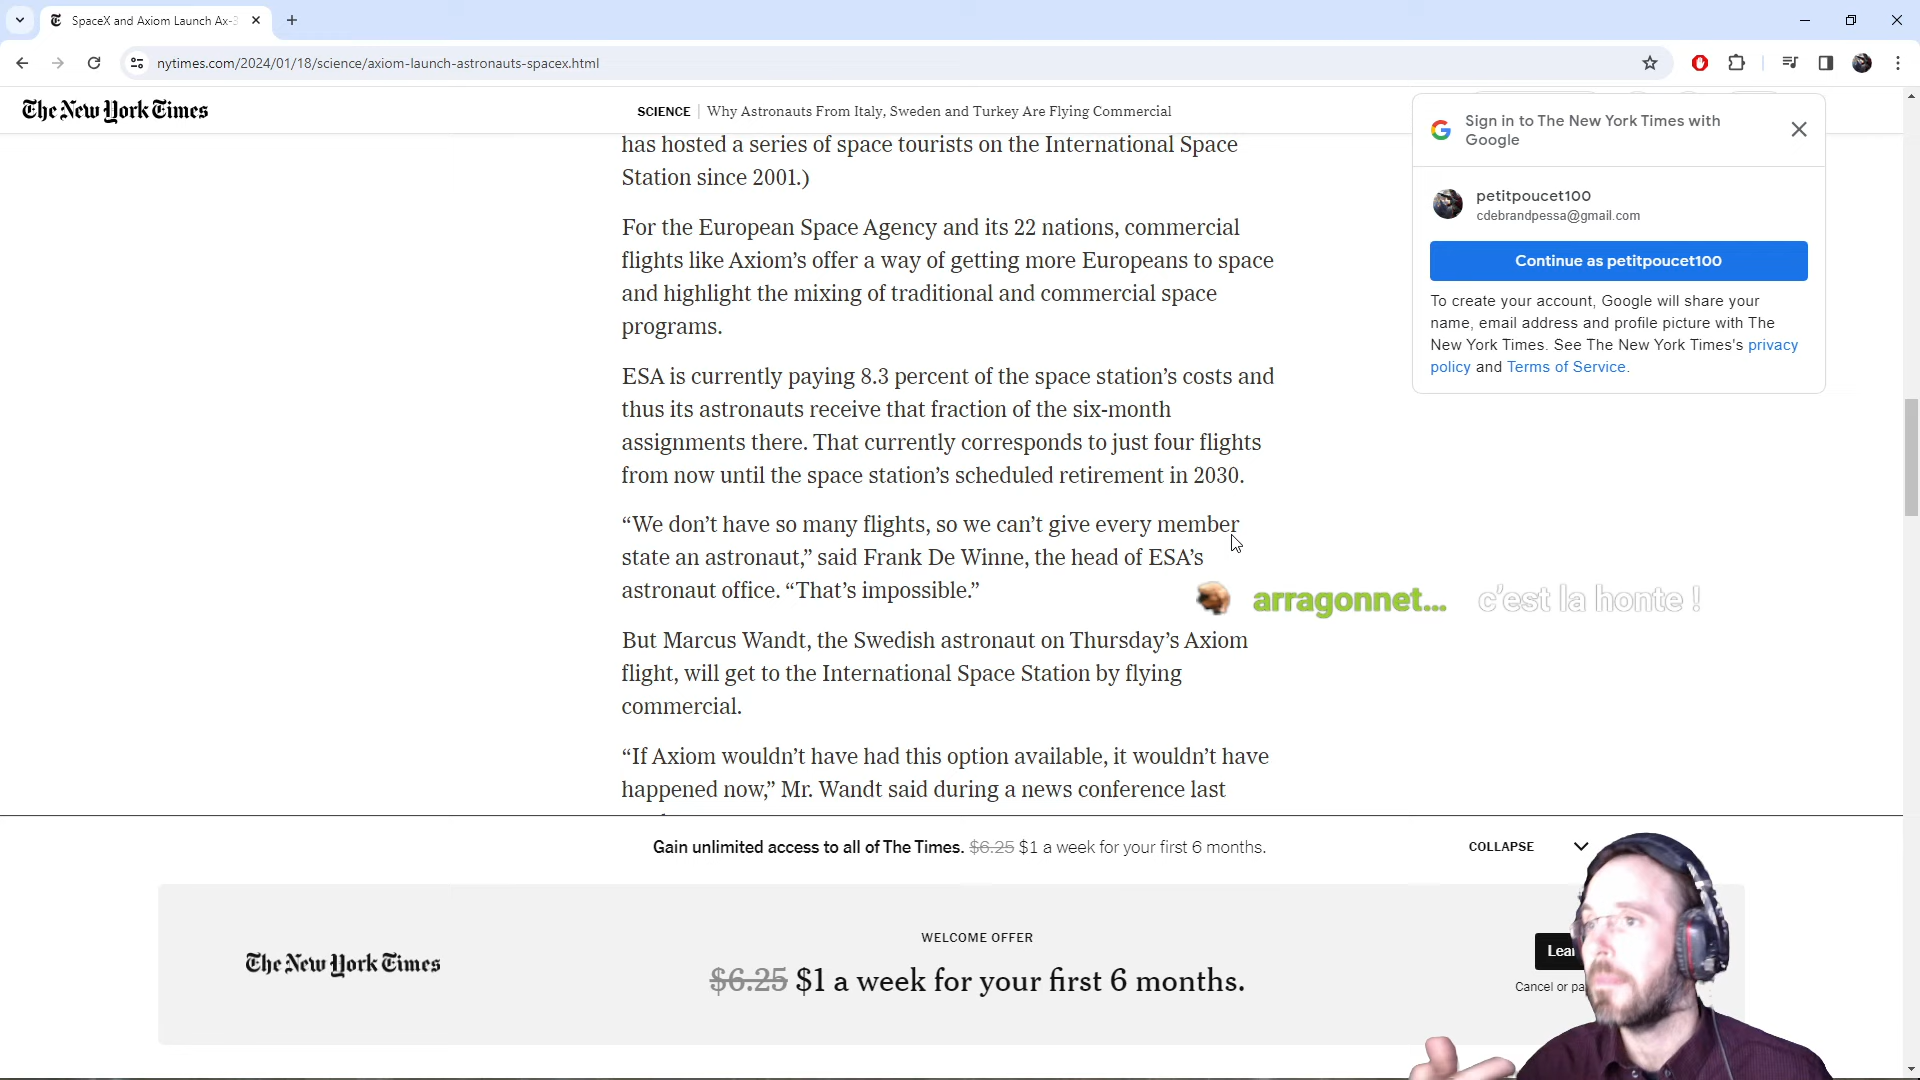 SpaceX and Axiom Launch Ax-3
nytimes.com/2024/01/18/science/axiom-launch-astronauts-spacex.html
The New York Times
SCIENCE | Why Astronauts From Italy, Sweden and Turkey Are Flying Commercial
has hosted a series of space tourists on the International Space
Station since 2001.)
For the European Space Agency and its 22 nations, commercial
flights like Axiom’s offer a way of getting more Europeans to space
and highlight the mixing of traditional and commercial space
programs.
ESA is currently paying 8.3 percent of the space station’s costs and
thus its astronauts receive that fraction of the six-month
assignments there. That currently corresponds to just four flights
from now until the space station’s scheduled retirement in 2030.
“We don’t have so many flights, so we can’t give every member
state an astronaut,” said Frank De Winne, the head of ESA’s
astronaut office. “That’s impossible.”
But Marcus Wandt, the Swedish astronaut on Thursday’s Axiom
flight, will get to the International Space Station by flying
commercial.
“If Axiom wouldn’t have had this option available, it wouldn’t have
happened now,” Mr. Wandt said during a news conference last
Sign in to The New York Times with
Google
petitpoucet100
cdebrandpessa@gmail.com
Continue as petitpoucet100
To create your account, Google will share your
name, email address and profile picture with The
New York Times. See The New York Times's privacy
policy and Terms of Service.
arragonnet... c’est la honte !
Gain unlimited access to all of The Times. $6.25 $1 a week for your first 6 months.
COLLAPSE
The New York Times
WELCOME OFFER
$6.25 $1 a week for your first 6 months.
Lear
Cancel or pa